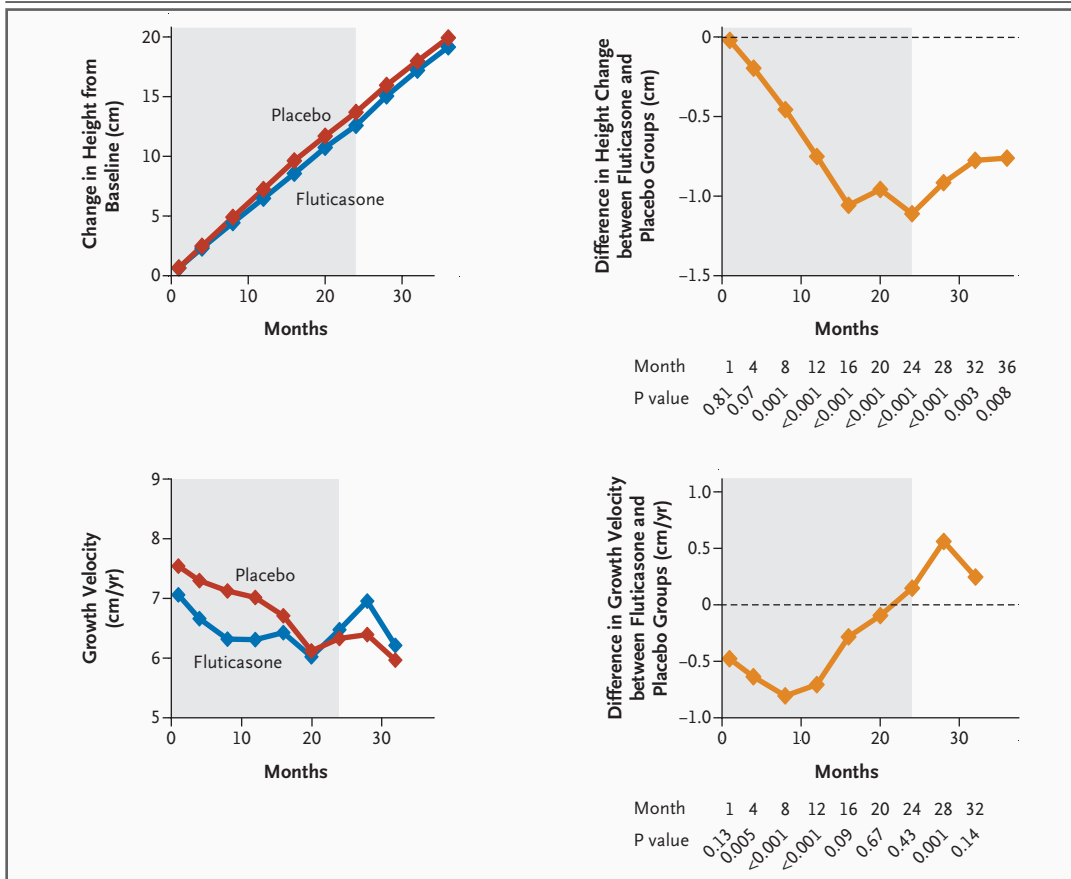 20
15
10
5
0
Change in Height from
Baseline (cm)
Placebo
Fluticasone
0 10 20 30
Months
0
–0.5
–1.0
–1.5
Difference in Height Change
between Fluticasone and
Placebo Groups (cm)
0 10 20 30
Months
Month 1 4 8 12 16 20 24 28 32 36
P value 0.81 0.07 0.001 <0.001 <0.001 <0.001 <0.001 <0.001 0.003 0.008
9
8
7
6
5
Growth Velocity
(cm/yr)
Placebo
Fluticasone
0 10 20 30
Months
1.0
0.5
0
–0.5
–1.0
Difference in Growth Velocity
between Fluticasone and
Placebo Groups (cm/yr)
0 10 20 30
Months
Month 1 4 8 12 16 20 24 28 32
P value 0.13 0.005 <0.001 <0.001 0.09 0.67 0.43 0.001 0.14